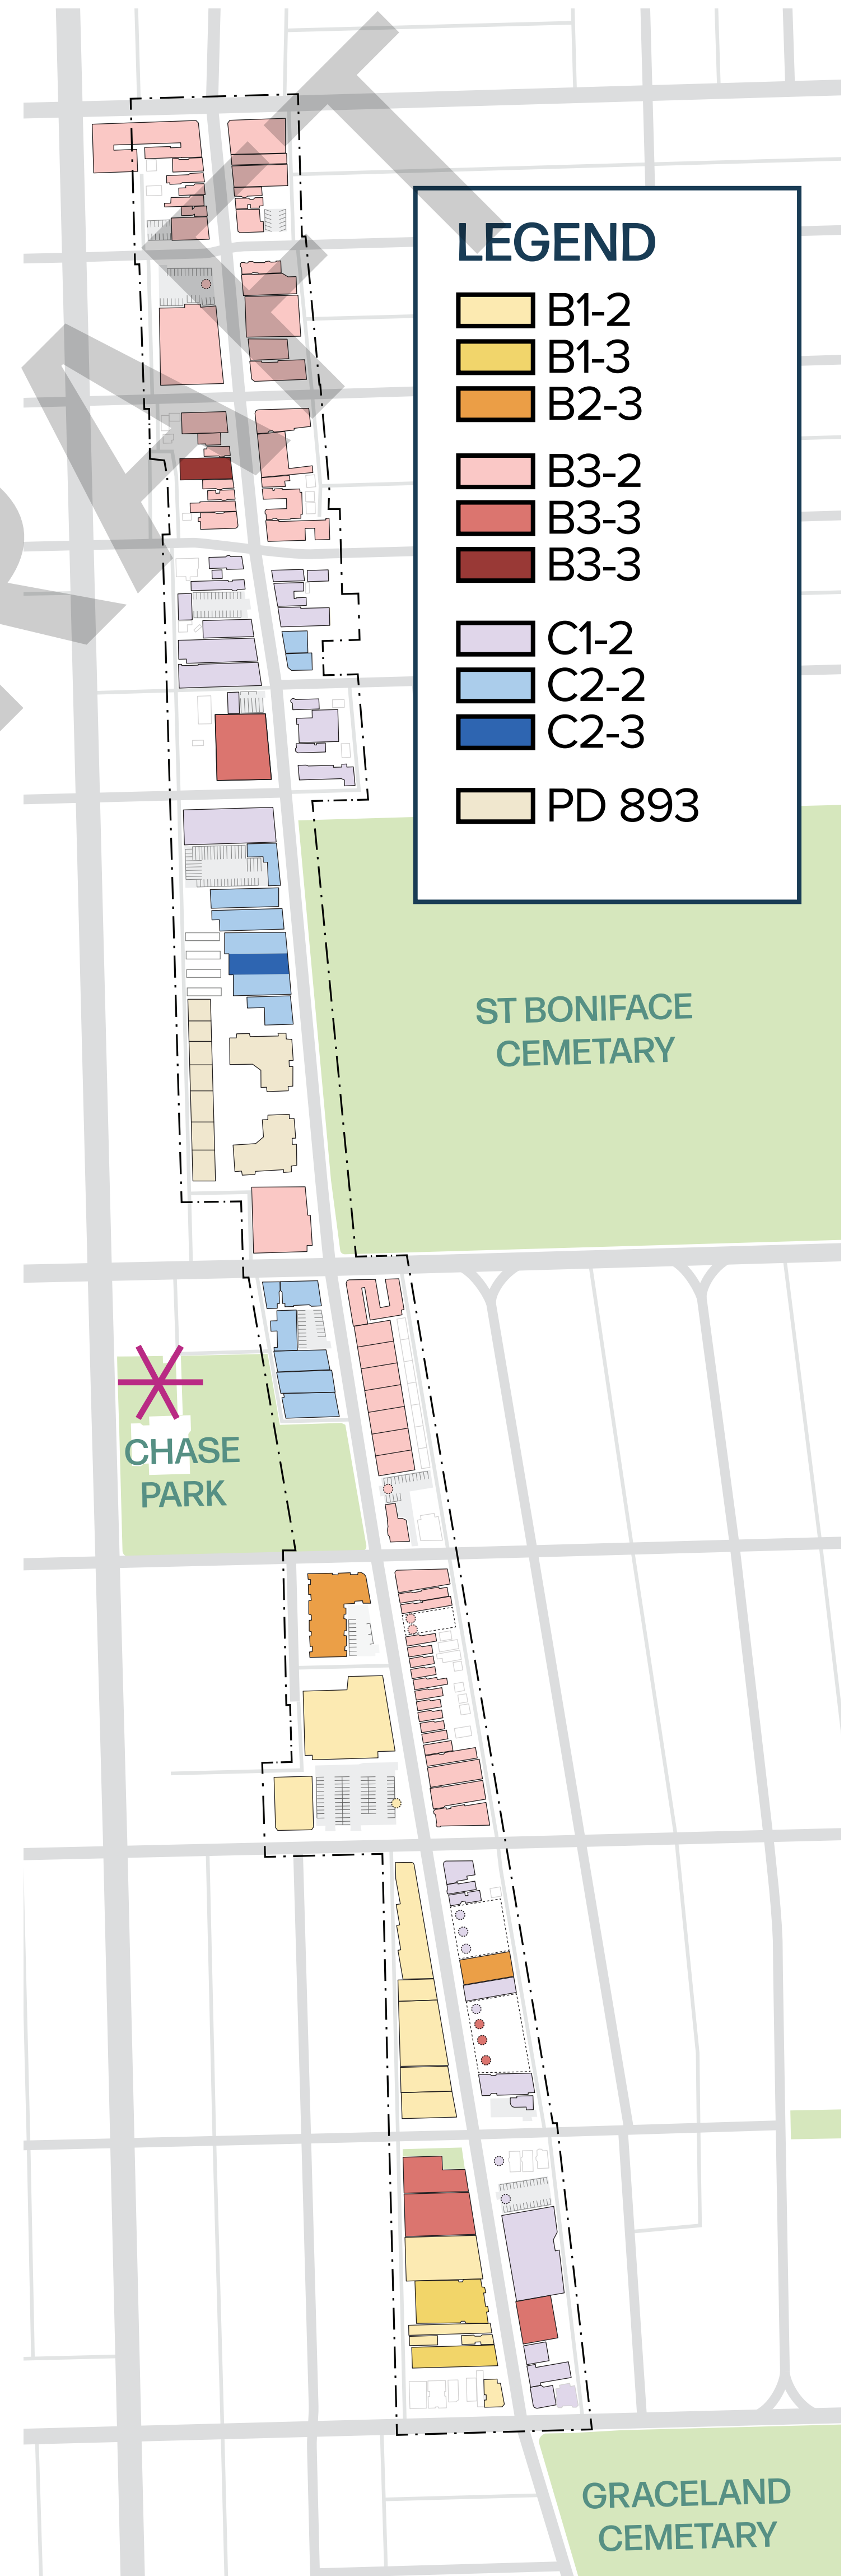 DRAFT
LEGEND
B1-2
B1-3
B2-3
B3-2
B3-3
B3-3
C1-2
C2-2
C2-3
PD 893
ST BONIFACE
CEMETARY
CHASE
PARK
GRACELAND
CEMETARY